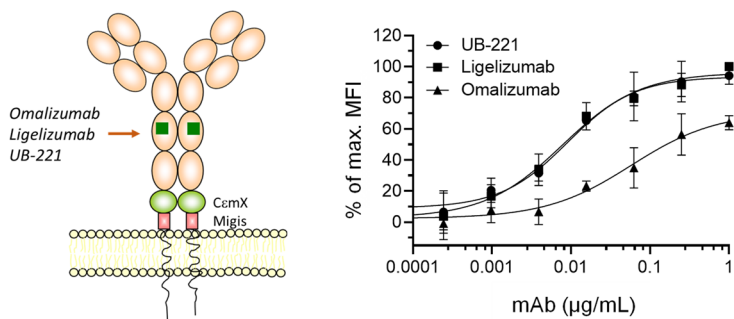 Omalizumab
Ligelizumab
UB-221
CεmX
Migis
UB-221
Ligelizumab
Omalizumab
% of max. MFI
120
100
80
60
40
20
0
0.0001
0.001
0.01
0.1
1
mAb (μg/mL)